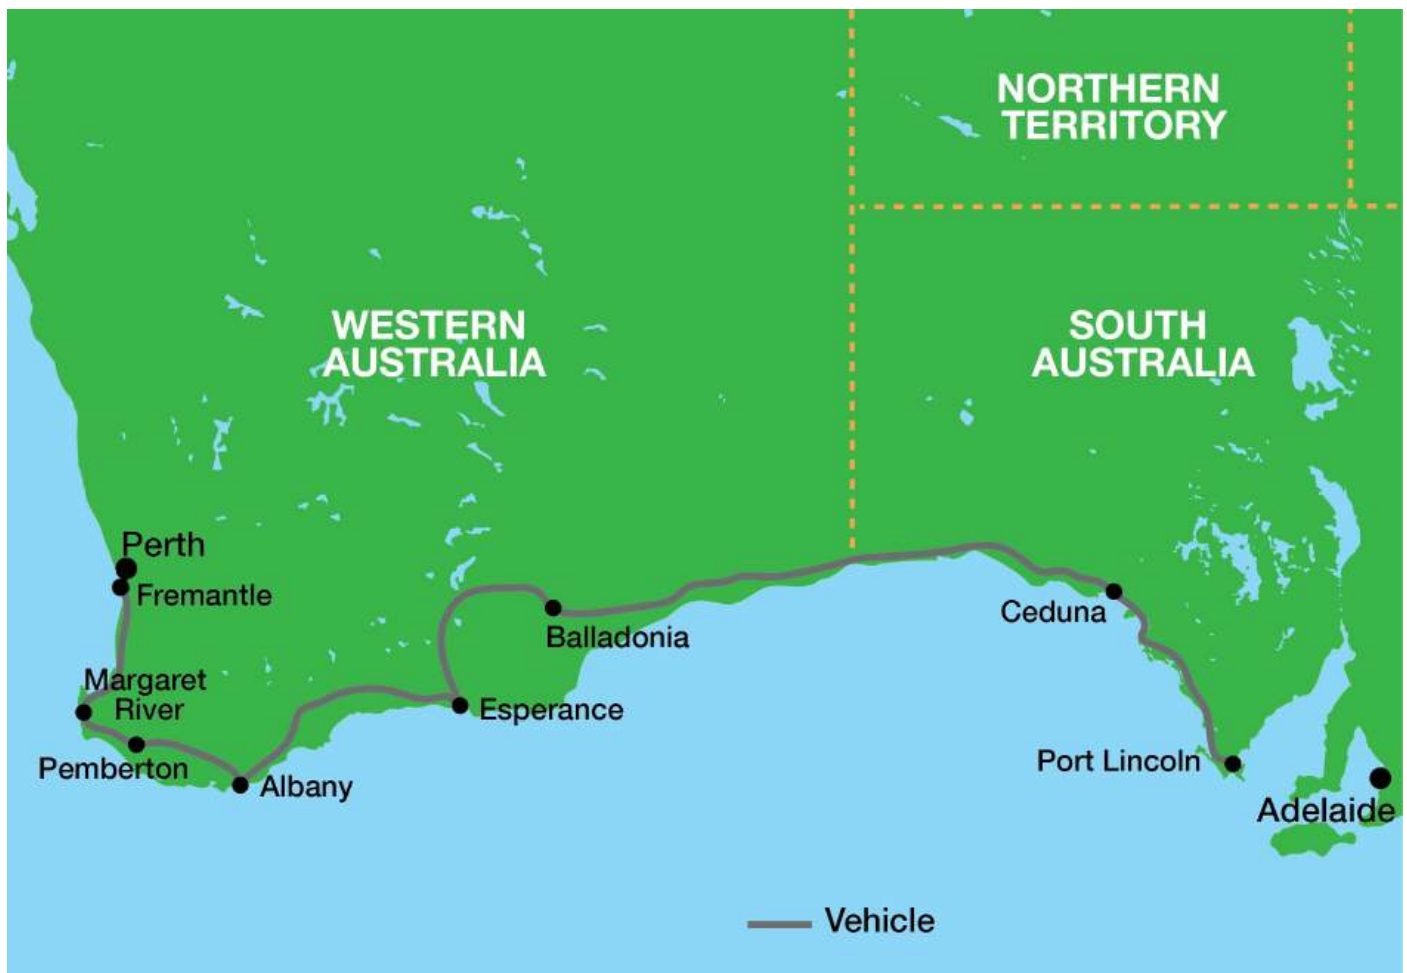 NORTHERN
TERRITORY
WESTERN
AUSTRALIA
SOUTH
AUSTRALIA
Perth
Fremantle
Margaret
River
Pemberton
Albany
Esperance
Balladonia
Ceduna
Port Lincoln
Adelaide
Vehicle